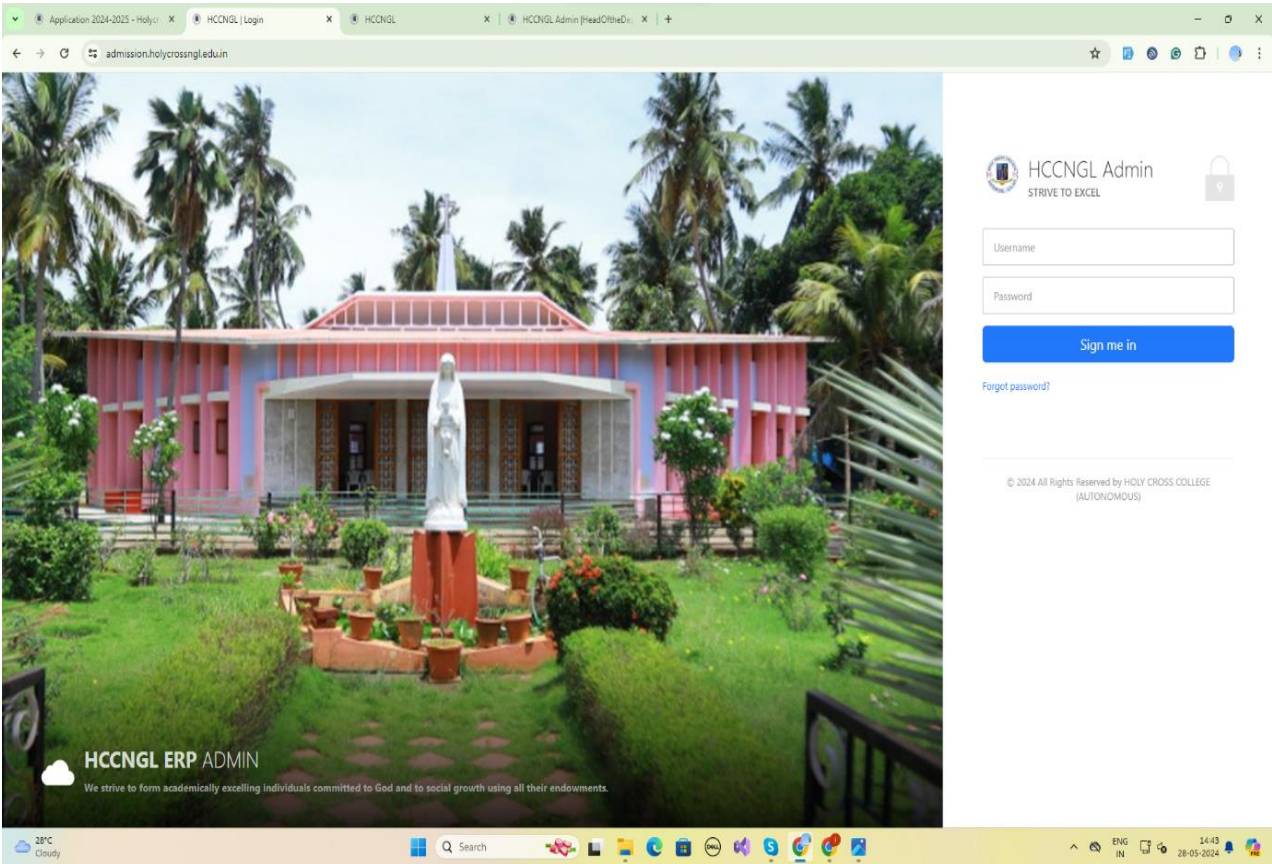 Application 2024-2025 - Holycr
HCCNGL | Login
HCCNGL
HCCNGL Admin |HeadOftheDe
admission.holycrossngl.edu.in
HCCNGL Admin
STRIVE TO EXCEL
Username
Password
Sign me in
Forgot password?
© 2024 All Rights Reserved by HOLY CROSS COLLEGE
(AUTONOMOUS)
HCCNGL ERP ADMIN
We strive to form academically excelling individuals committed to God and to social growth using all their endowments.
28°C
Cloudy
Search
DELL
ENG
IN
14:43
28-05-2024